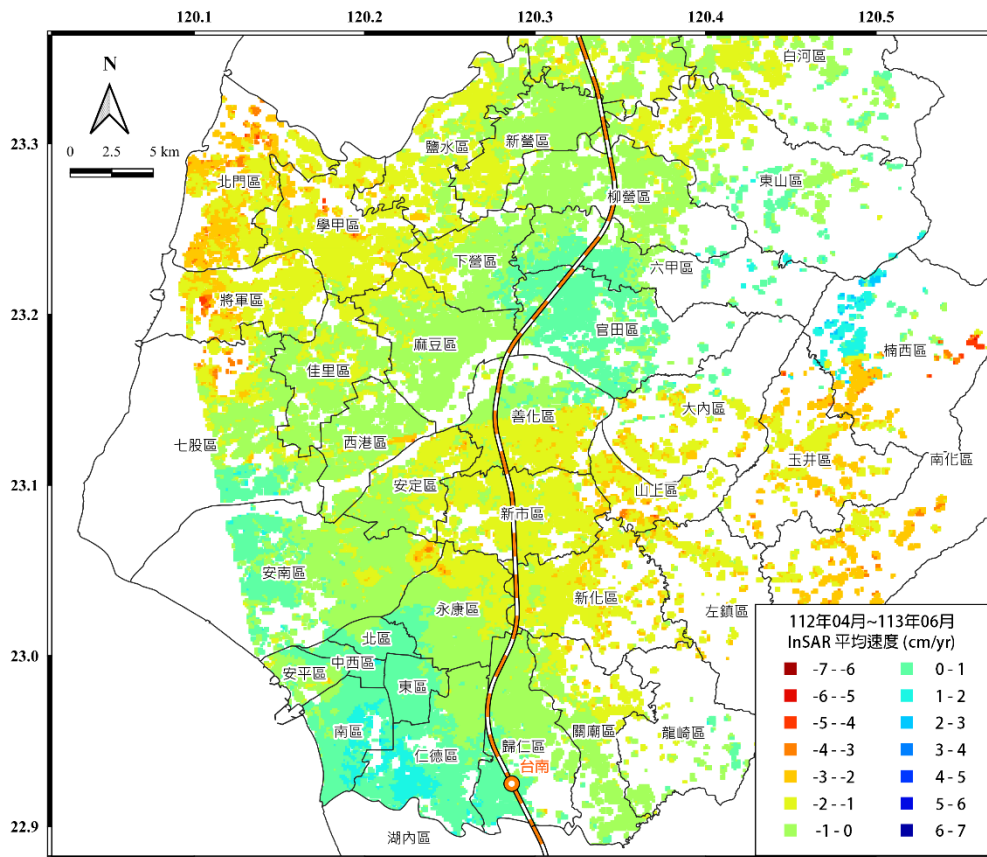 120.1 120.2 120.3 120.4 120.5
白河區
N
23.3
鹽水區 新營區
0 2.5 5 km
北門區 東山區
柳營區
學甲區
下營區 六甲區
23.2
將軍區
官田區
麻豆區 楠西區
佳里區
大內區
善化區
七股區 西港區
玉井區 南化區
23.1
安定區 山上區
新市區
安南區
永康區 新化區 左鎮區
北區
23.0
中西區
安平區
東區
南區 關廟區 龍崎區
仁德區 歸仁區
台南
22.9
湖內區
112年04月~113年06月
InSAR 平均速度 (cm/yr)
-7 - -6 0 - 1
-6 - -5 1 - 2
-5 - -4 2 - 3
-4 - -3 3 - 4
-3 - -2 4 - 5
-2 - -1 5 - 6
-1 - 0 6 - 7